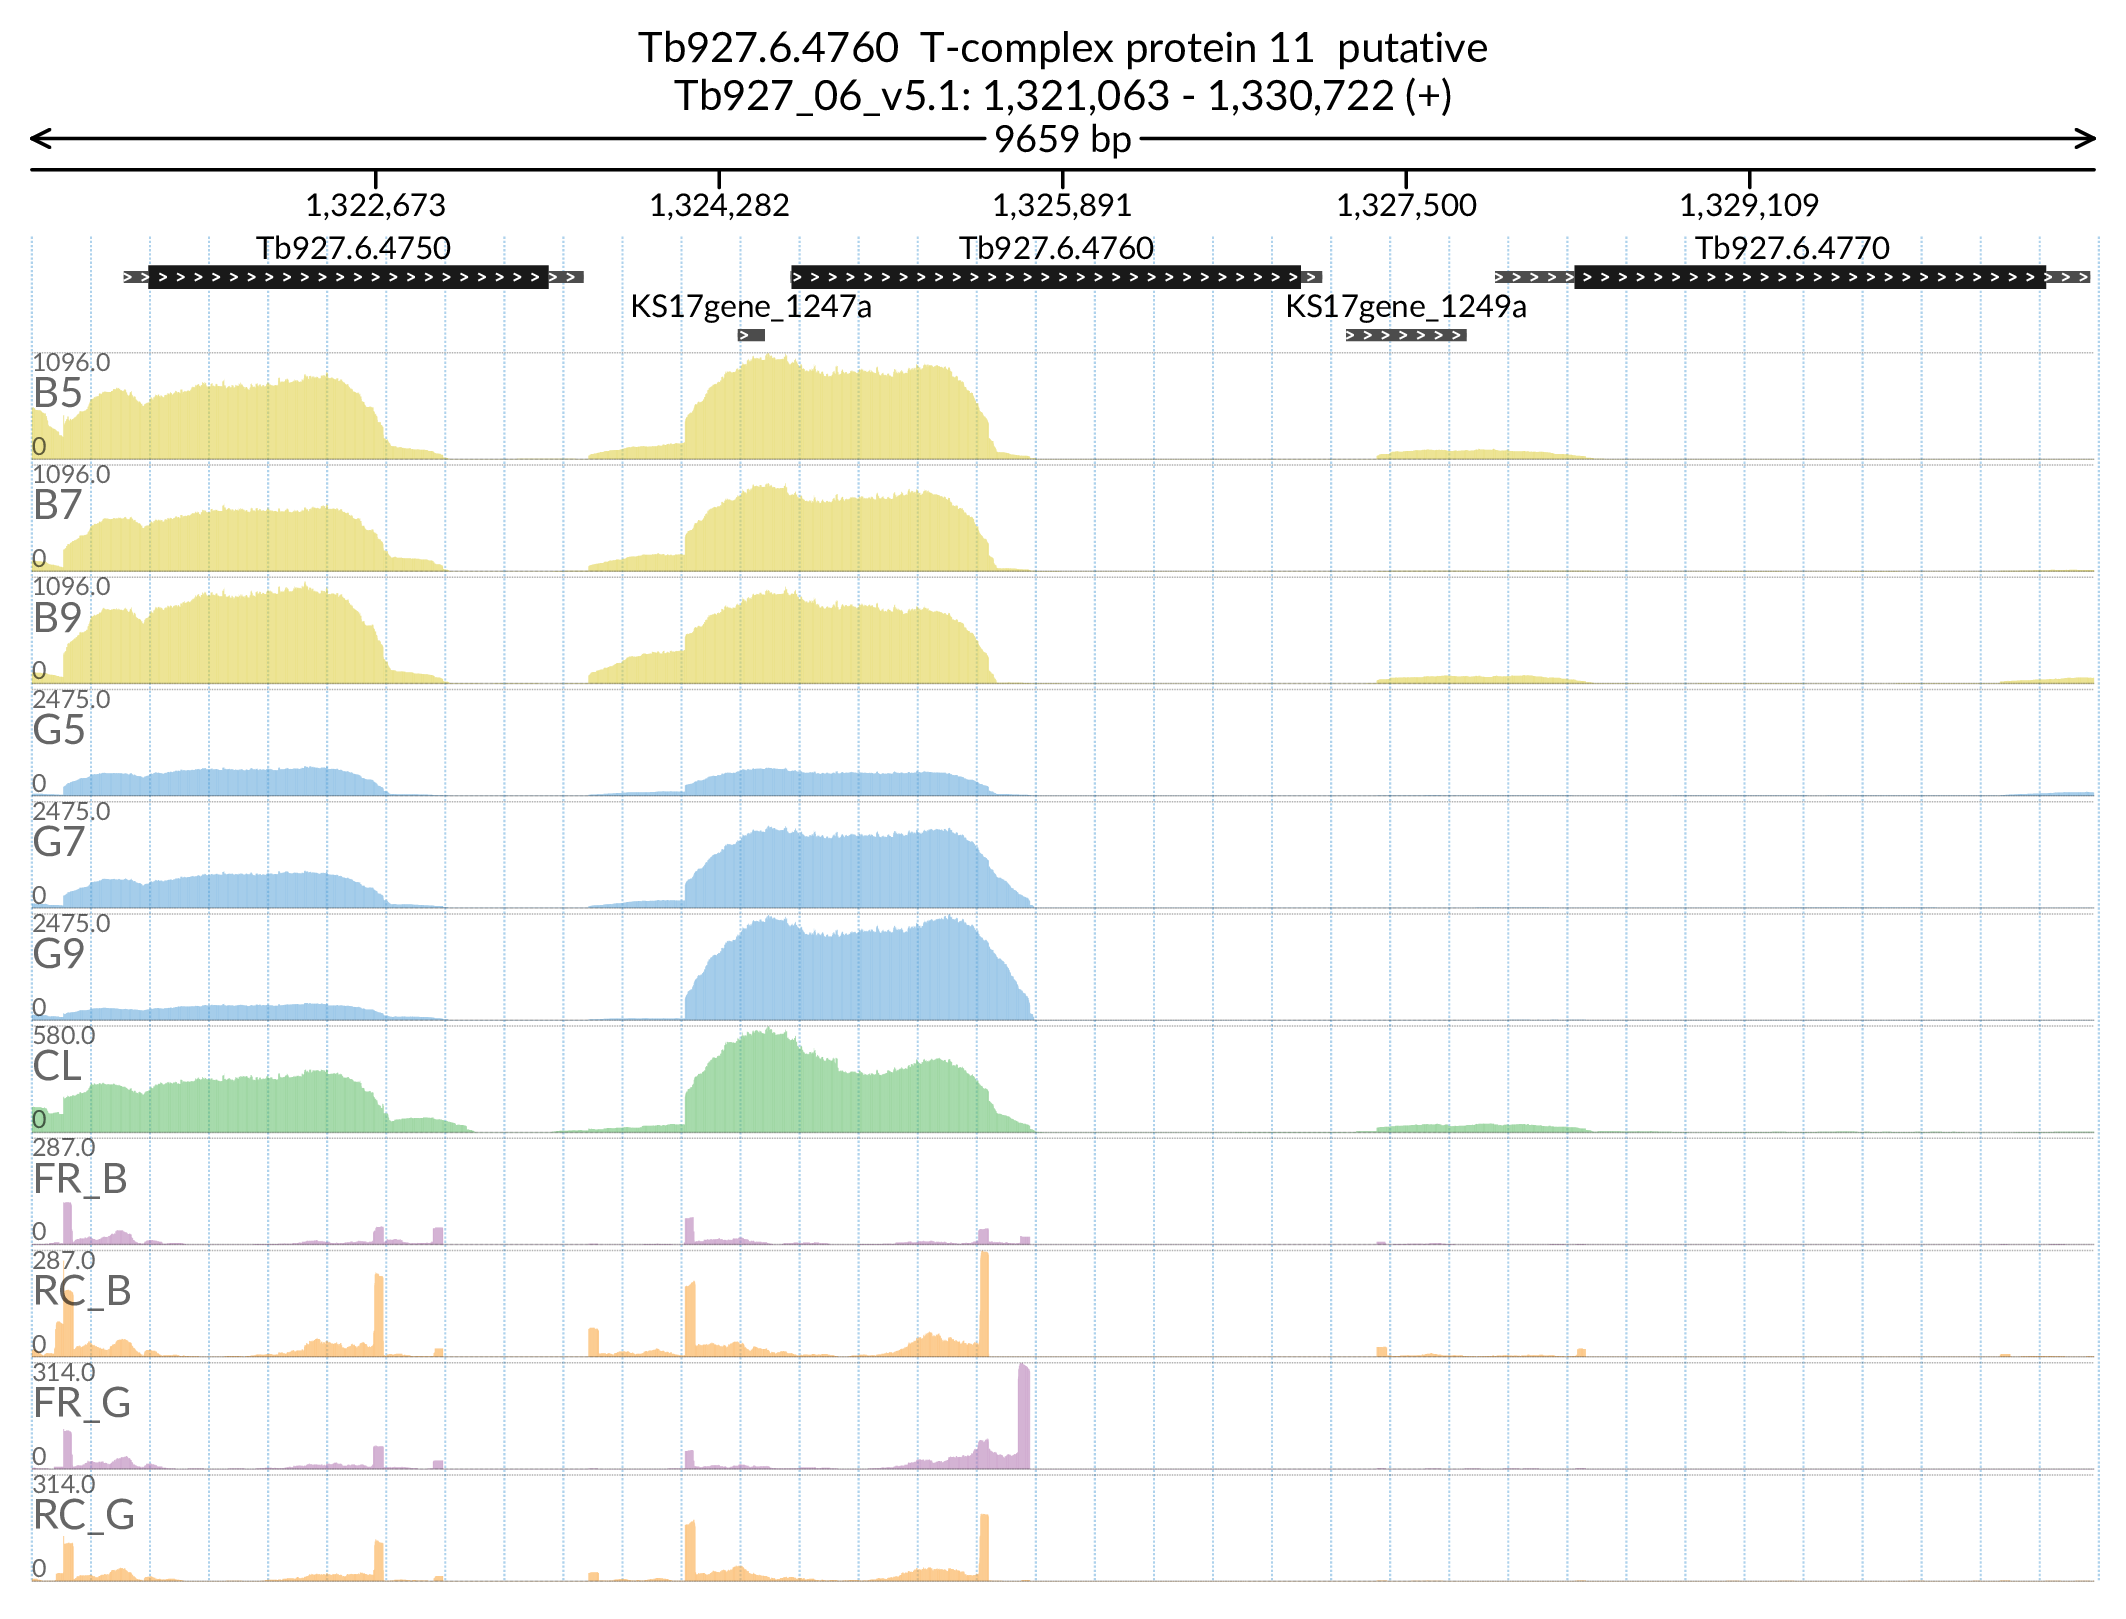 Tb927.6.4760  T-complex protein 11  putative
Tb927_06_v5.1: 1,321,063 - 1,330,722 (+)
9659 bp
1,322,673 1,324,282 1,325,891 1,327,500 1,329,109
Tb927.6.4750 Tb927.6.4760 Tb927.6.4770
KS17gene_1247a KS17gene_1249a
1096.0
B5
0
1096.0
B7
0
1096.0
B9
0
2475.0
G5
0
2475.0
G7
0
2475.0
G9
0
580.0
CL
0
287.0
FR_B
0
287.0
RC_B
0
314.0
FR_G
0
314.0
RC_G
0